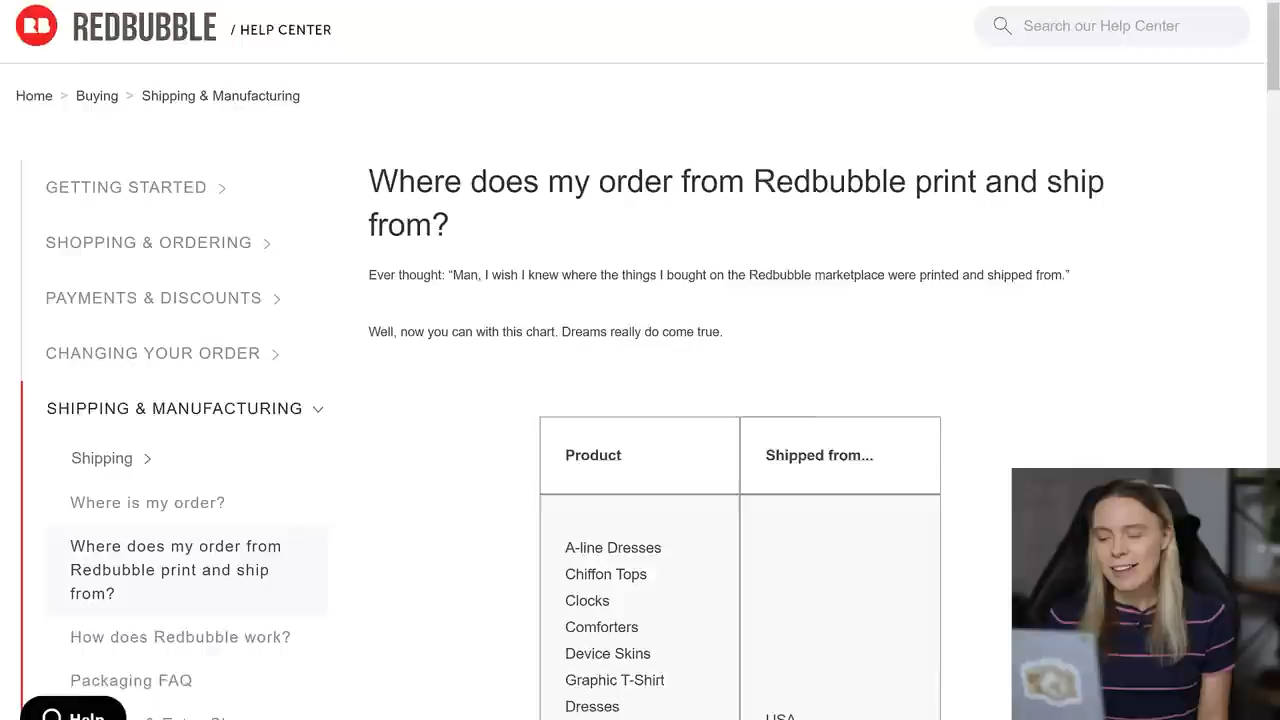 RB REDBUBBLE / HELP CENTER
Search our Help Center
Home > Buying > Shipping & Manufacturing
GETTING STARTED >
SHOPPING & ORDERING >
PAYMENTS & DISCOUNTS >
CHANGING YOUR ORDER >
SHIPPING & MANUFACTURING
Shipping >
Where is my order?
Where does my order from
Redbubble print and ship
from?
How does Redbubble work?
Packaging FAQ
Help
Where does my order from Redbubble print and ship
from?
Ever thought: “Man, I wish I knew where the things I bought on the Redbubble marketplace were printed and shipped from.”
Well, now you can with this chart. Dreams really do come true.
Product
Shipped from...
A-line Dresses
Chiffon Tops
Clocks
Comforters
Device Skins
Graphic T-Shirt
Dresses
USA